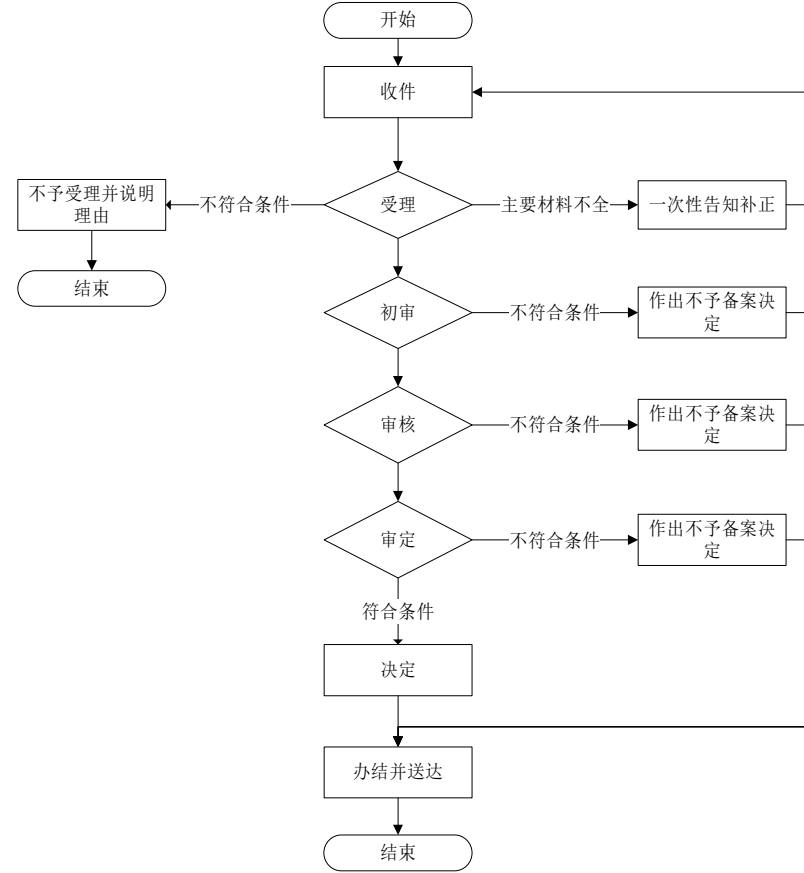 开始
收件
不予受理并说明
理由
不符合条件
受理
主要材料不全
一次性告知补正
结束
初审
不符合条件
作出不予备案决
定
审核
不符合条件
作出不予备案决
定
审定
不符合条件
作出不予备案决
定
符合条件
决定
办结并送达
结束